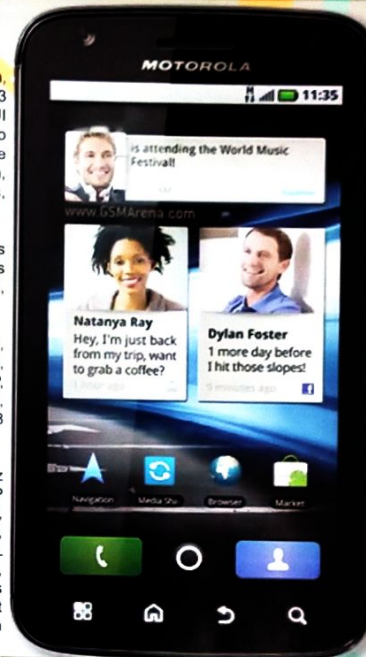 MOTOROLA
11:35
is attending the World Music
Festival!
www.GSMArena.com
Natanya Ray
Hey, I'm just back
from my trip, want
to grab a coffee?
1 hour ago
Dylan Foster
1 more day before
I hit those slopes!
5 minutes ago
Navigation
Media Sha
Browser
Market